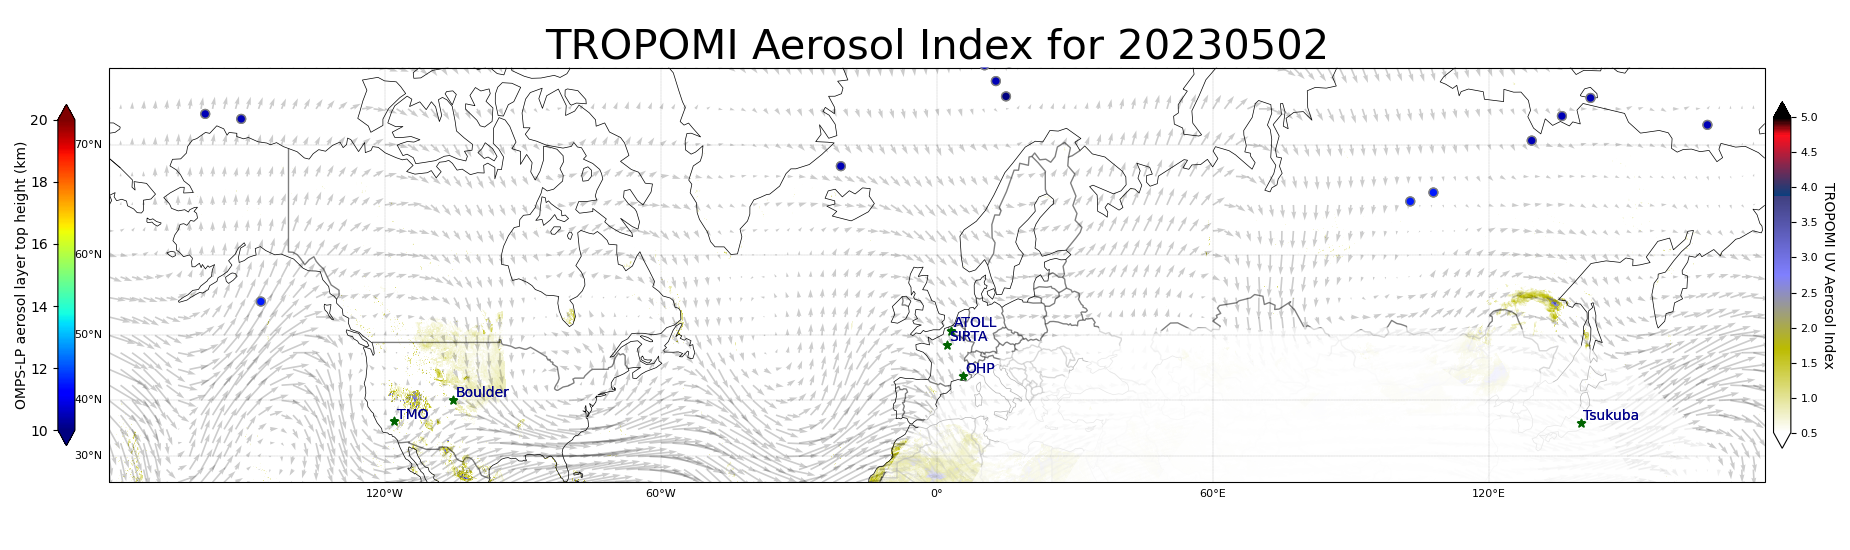 TROPOMI Aerosol Index for 20230502
OMPS-LP aerosol layer top height (km)
20
18
16
14
12
10
70°N
60°N
50°N
40°N
30°N
120°W
60°W
0°
60°E
120°E
ATOLL
SIRTA
OHP
Boulder
TMO
Tsukuba
5.0
4.5
4.0
3.5
3.0
2.5
2.0
1.5
1.0
0.5
TROPOMI UV Aerosol Index